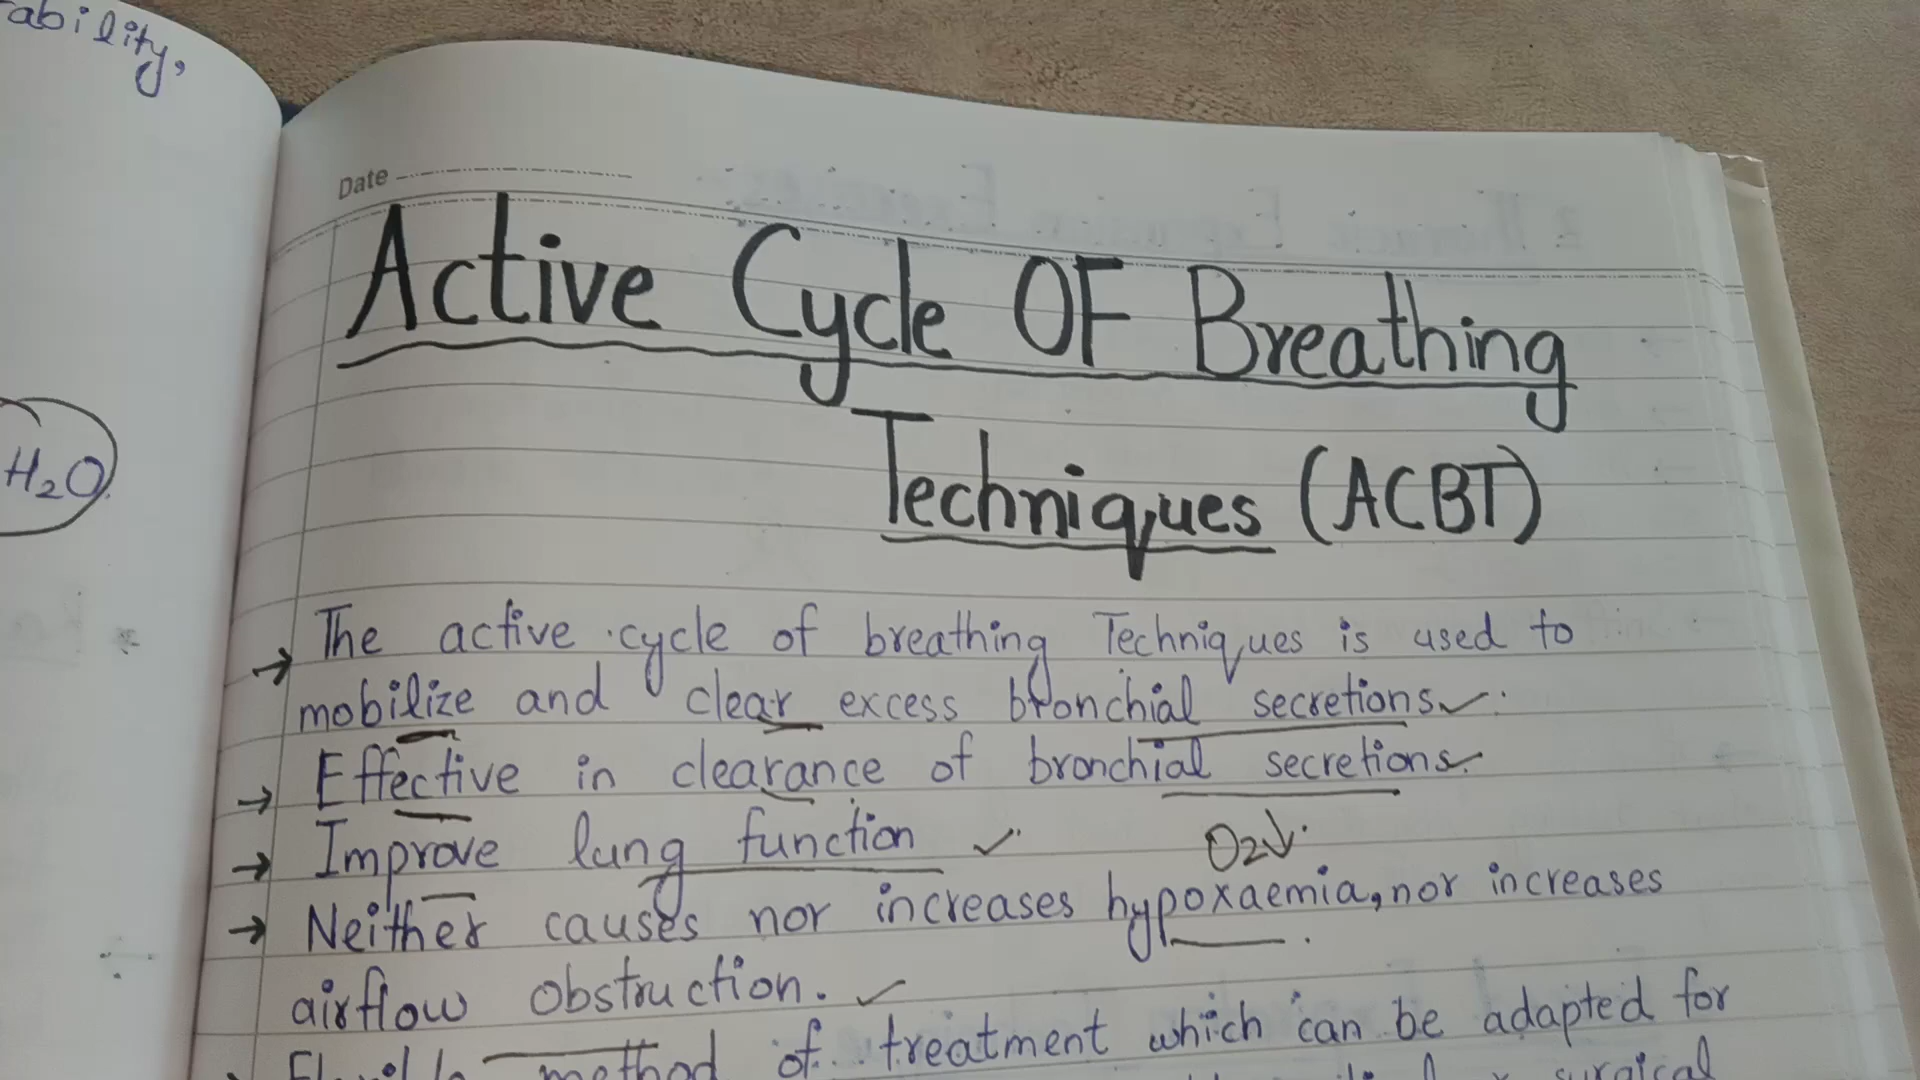 ability,
H2O
Date
Active Cycle OF Breathing
Techniques (ACBT)
→ The active cycle of breathing Techniques is used to
mobilize and clear excess bronchial secretions ✓
→ Effective in clearance of bronchial secretions.
→ Improve lung function ✓
O2↓
→ Neither causes nor increases hypoxaemia, nor increases
airflow obstruction. ✓
method of treatment which can be adapted for
surgical